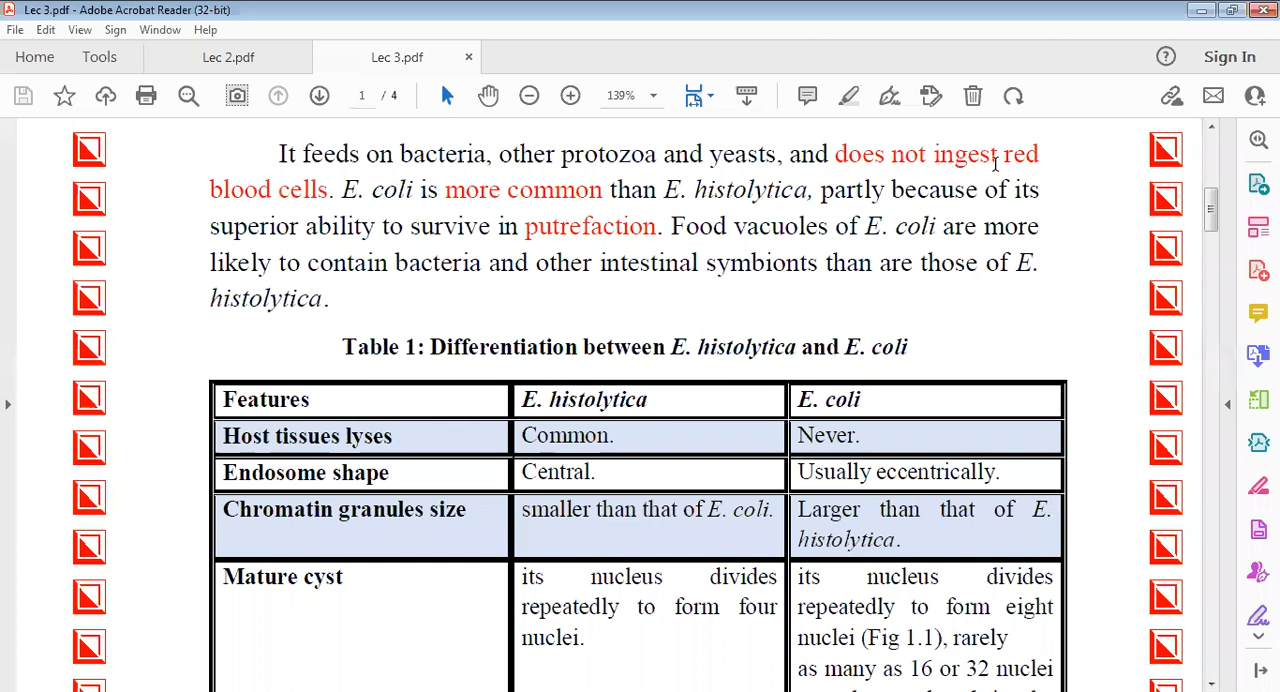 Lec 3.pdf - Adobe Acrobat Reader (32-bit)
File Edit View Sign Window Help
Home Tools Lec 2.pdf Lec 3.pdf × Sign In
1 / 4 139%
It feeds on bacteria, other protozoa and yeasts, and does not ingest red
blood cells. E. coli is more common than E. histolytica, partly because of its
superior ability to survive in putrefaction. Food vacuoles of E. coli are more
likely to contain bacteria and other intestinal symbionts than are those of E.
histolytica.
Table 1: Differentiation between E. histolytica and E. coli
Features E. histolytica E. coli
Host tissues lyses Common. Never.
Endosome shape Central. Usually eccentrically.
Chromatin granules size smaller than that of E. coli. Larger than that of E.
histolytica.
Mature cyst its nucleus divides its nucleus divides
repeatedly to form four repeatedly to form eight
nuclei. nuclei (Fig 1.1), rarely
as many as 16 or 32 nuclei